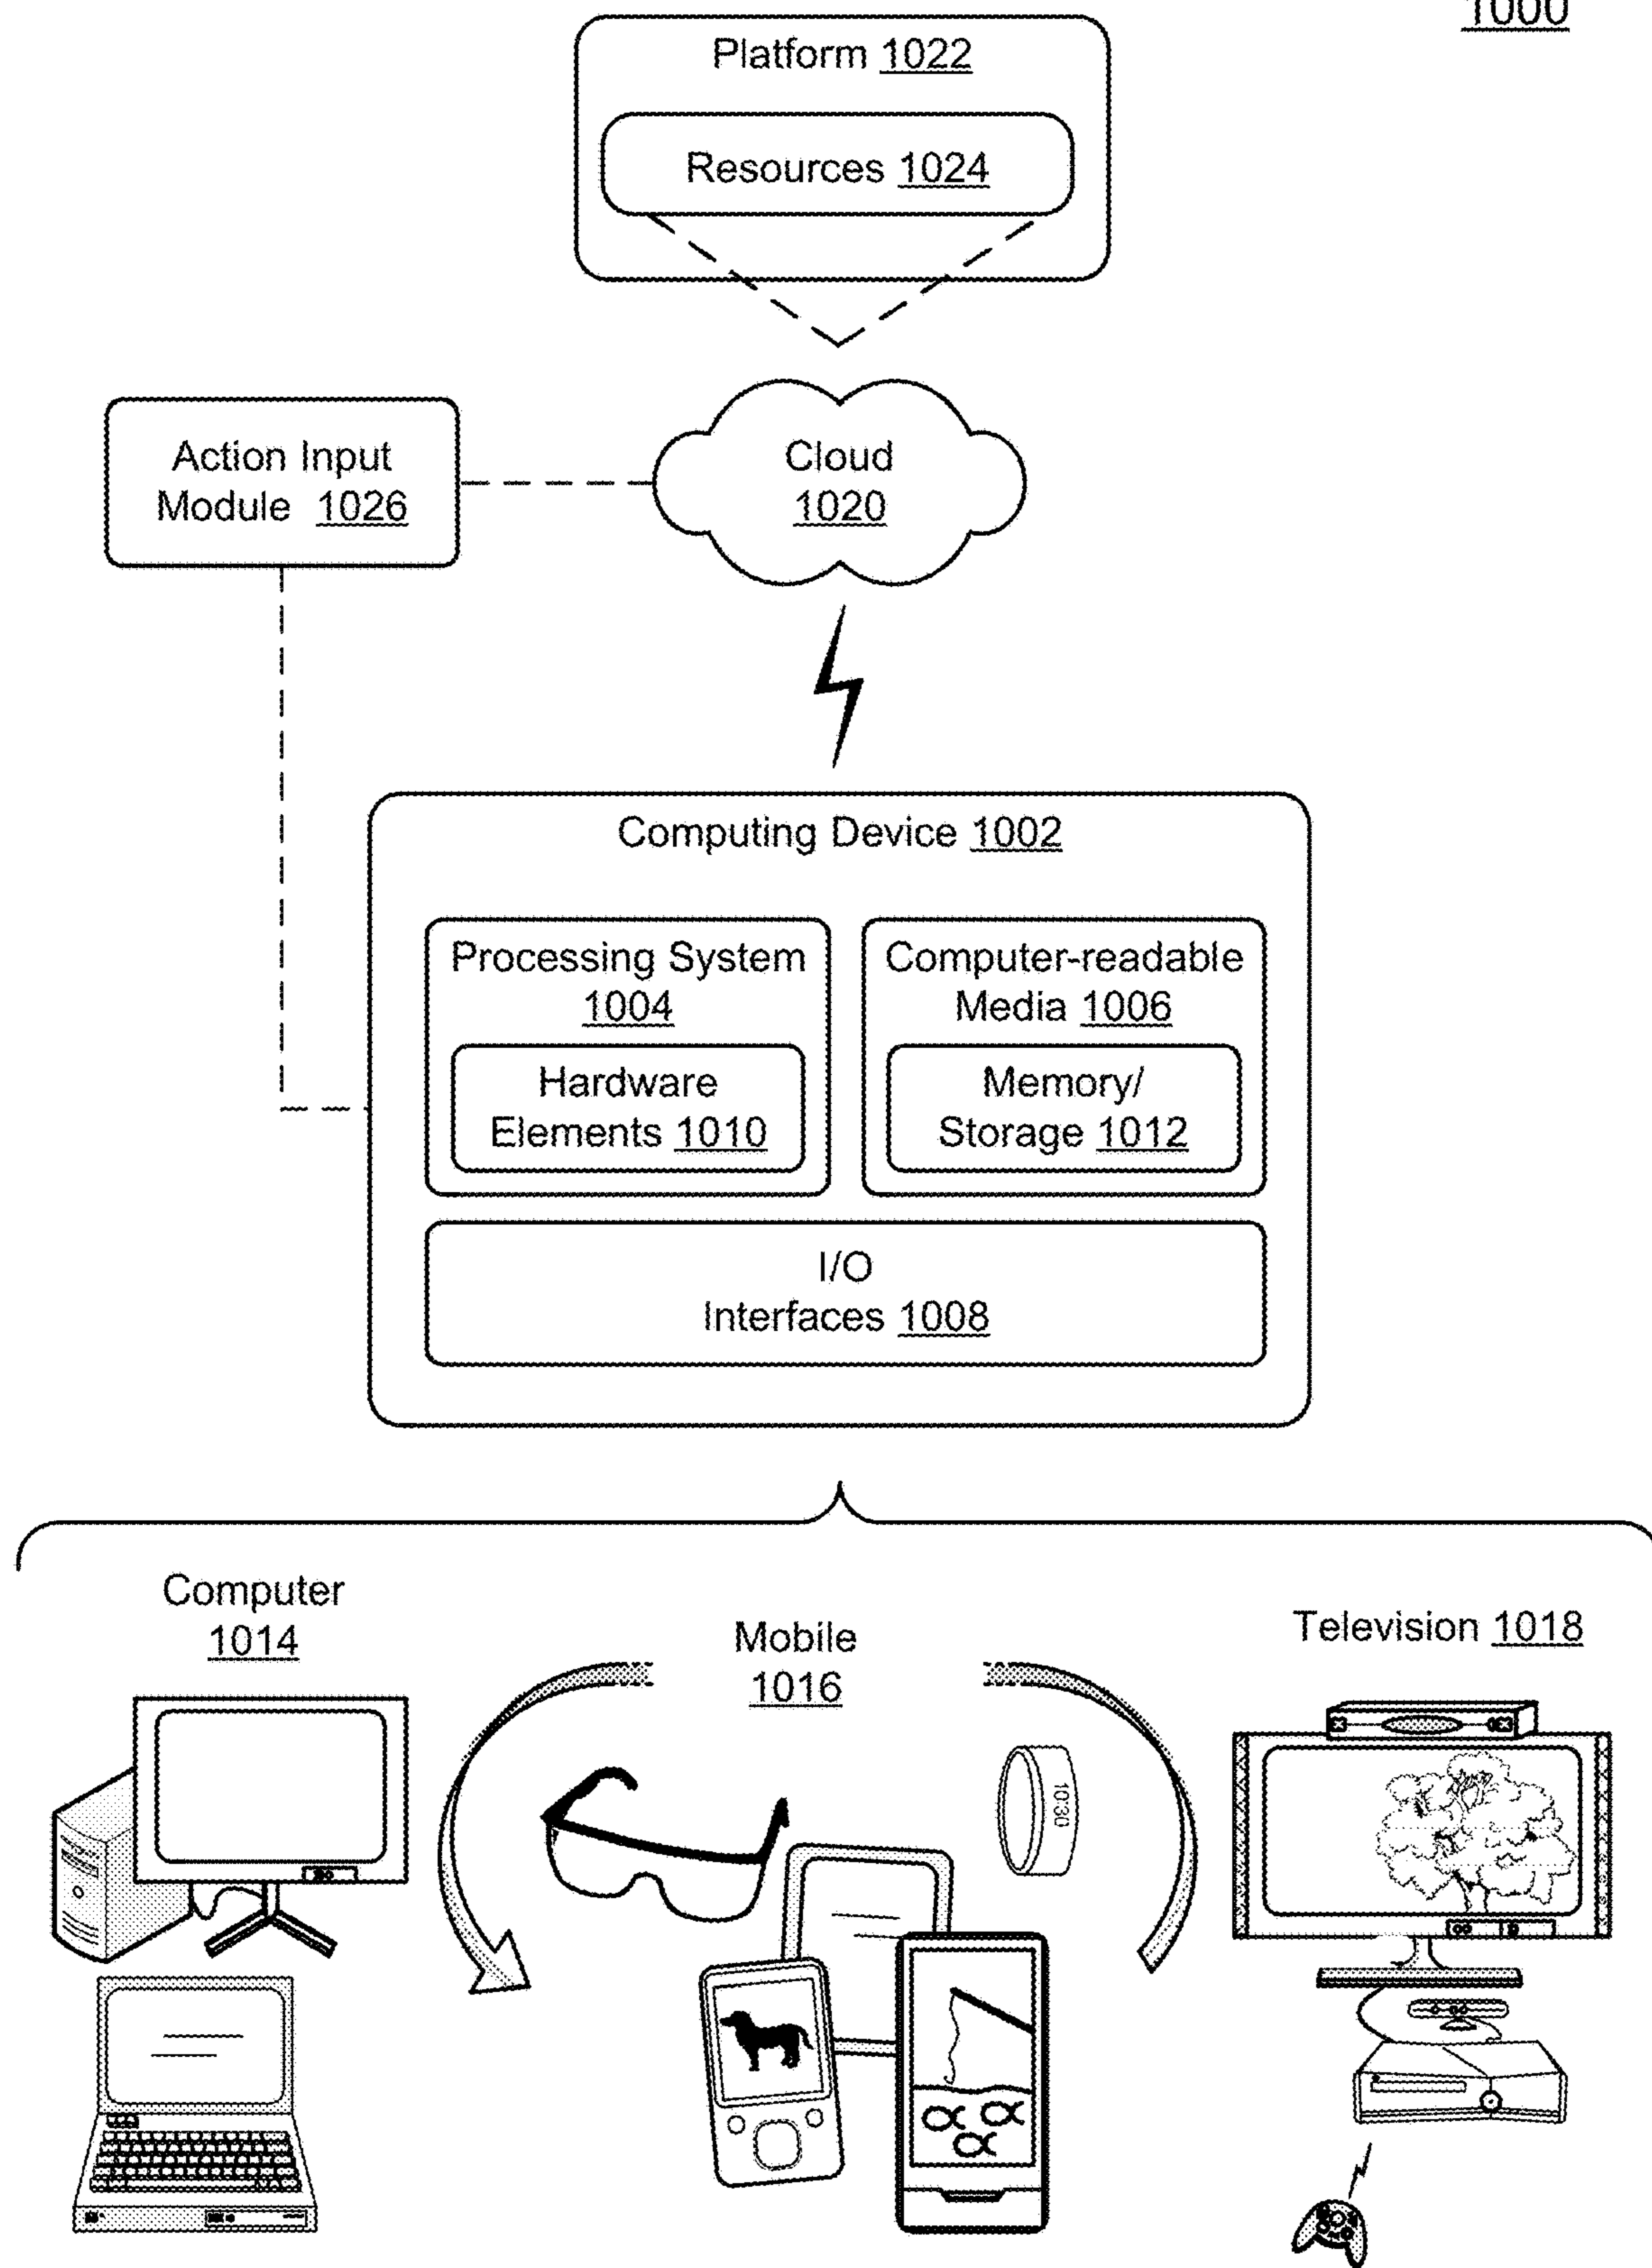 1000
Platform 1022
Resources 1024
Action Input
Module 1026
Cloud
1020
Computing Device 1002
Processing System
1004
Hardware
Elements 1010
Computer-readable
Media 1006
Memory/
Storage 1012
I/O
Interfaces 1008
Computer
1014
Mobile
1016
Television 1018
10:30